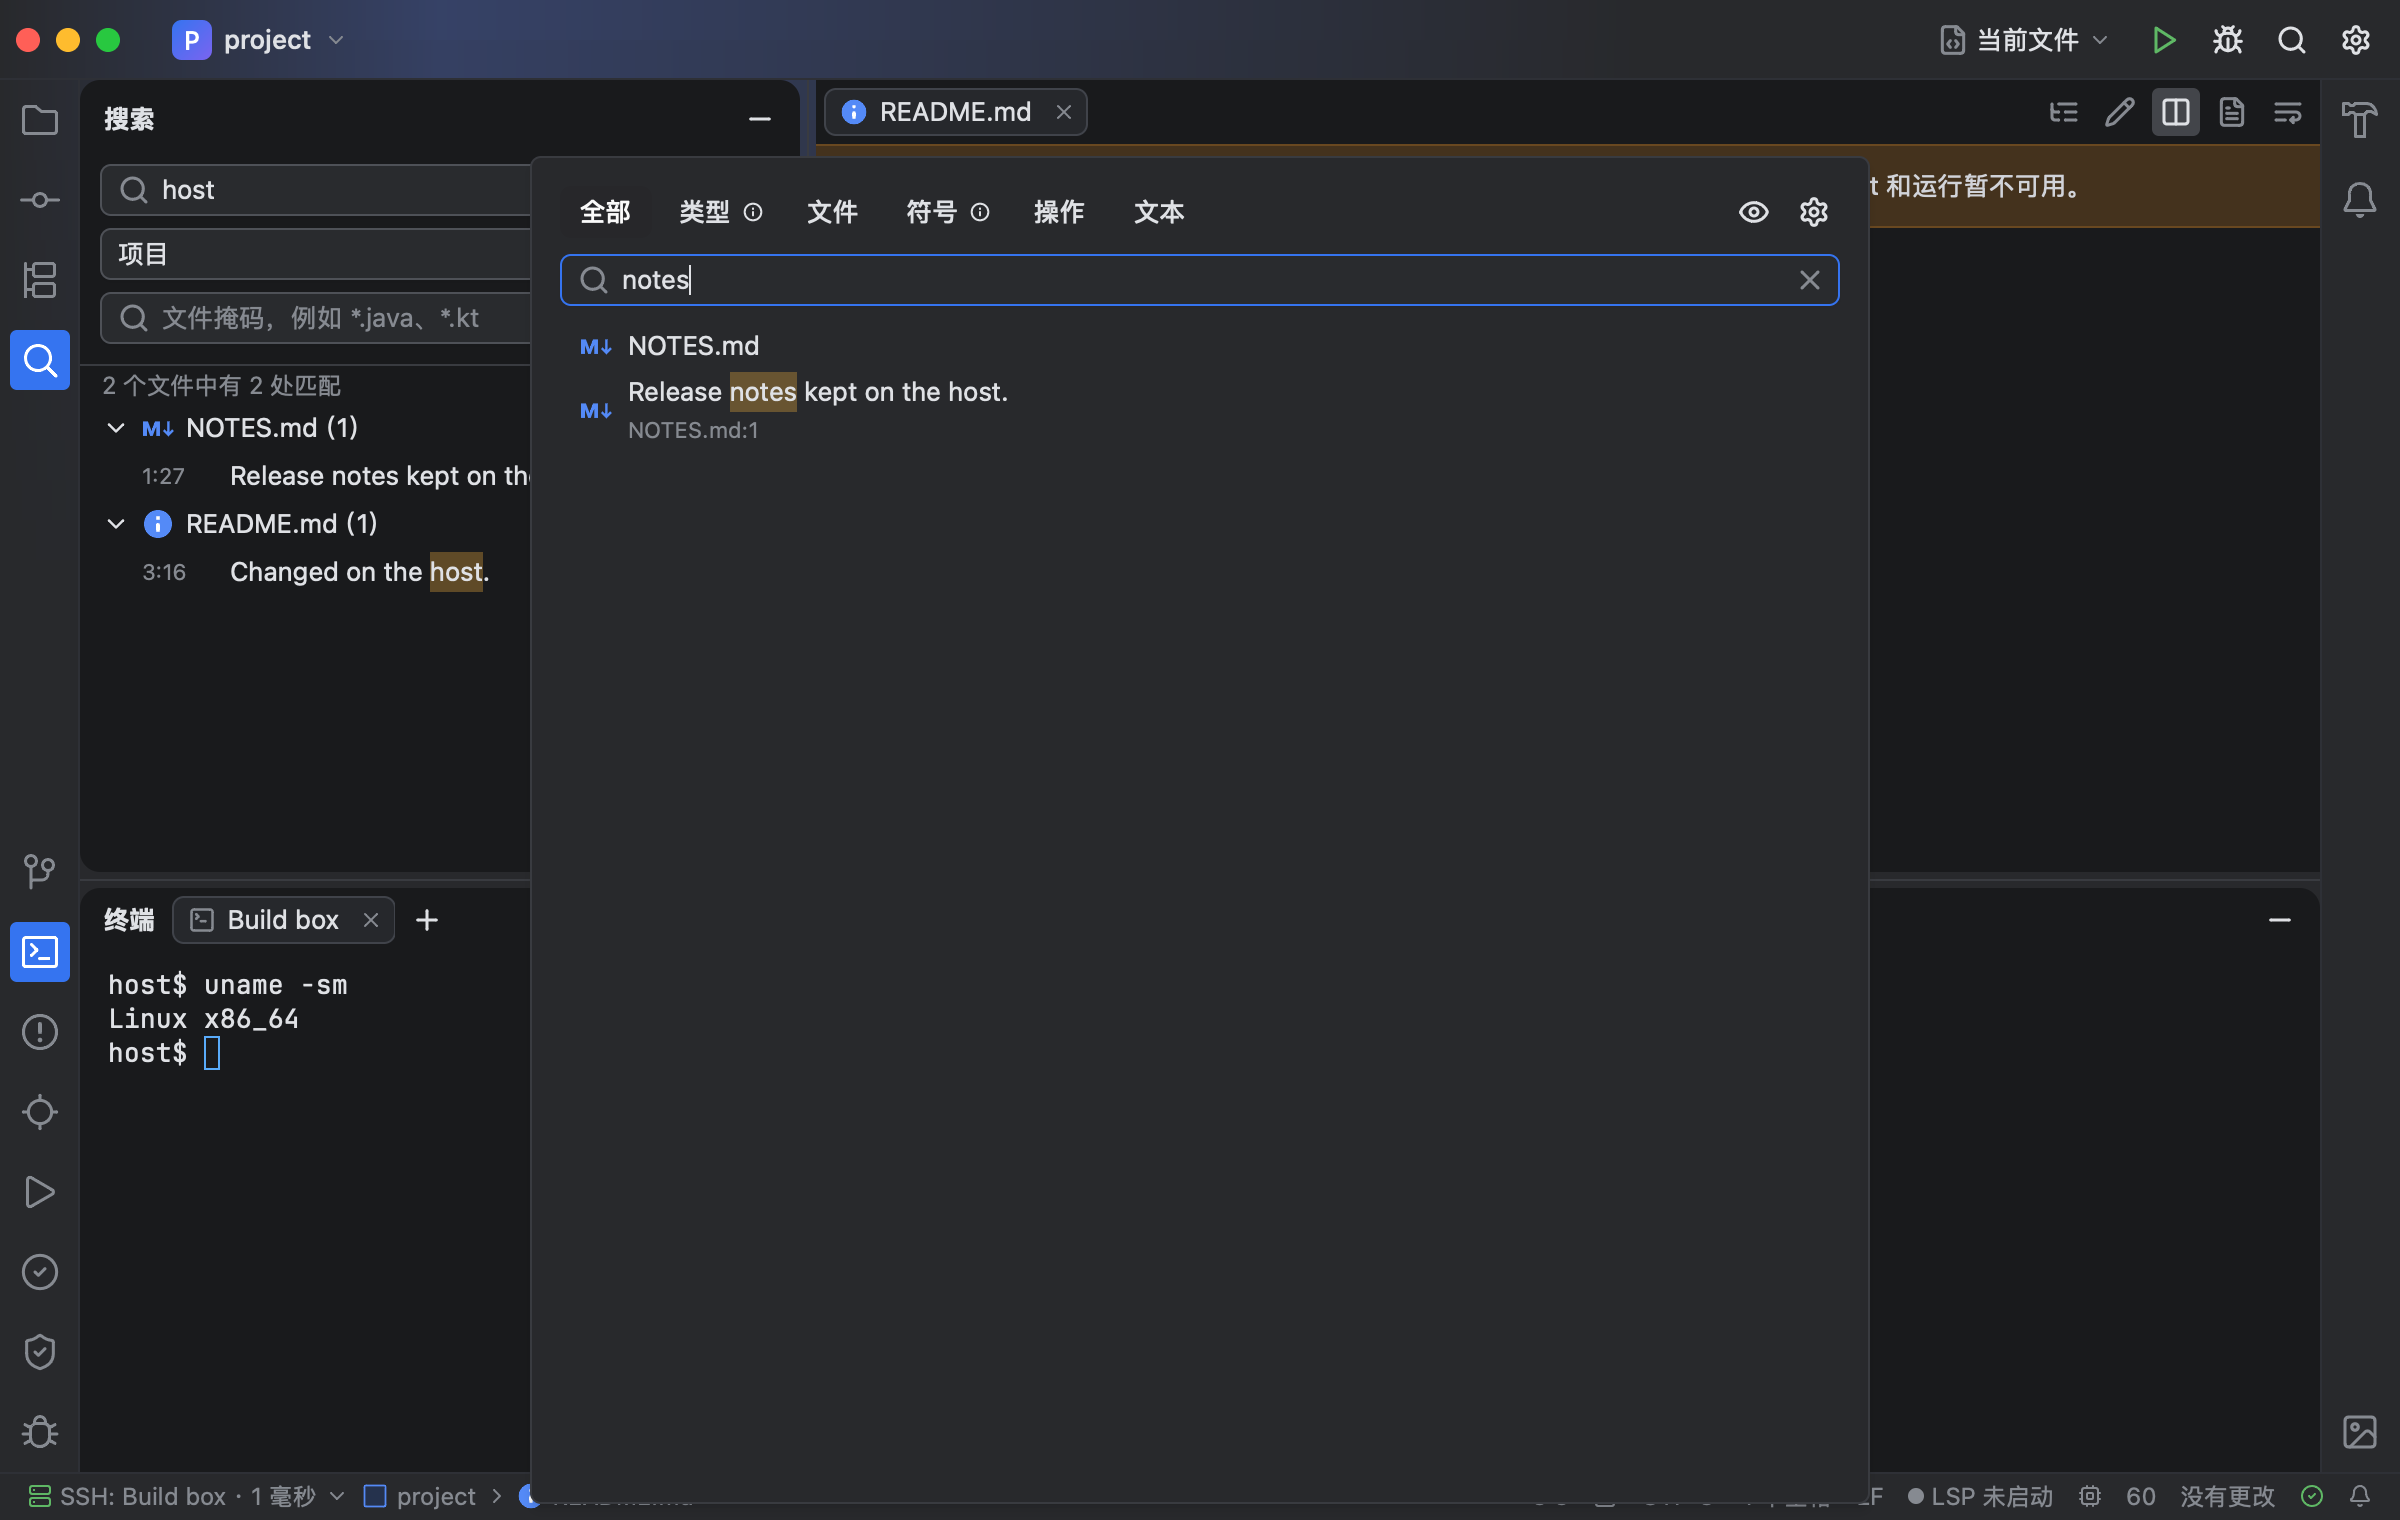 P project
当前文件
搜索
README.md
host
t 和运行暂不可用。
全部 类型 文件 符号 操作 文本
项目
notes
文件掩码，例如 *.java、*.kt
M↓ NOTES.md
2 个文件中有 2 处匹配
M↓ Release notes kept on the host.
NOTES.md:1
M↓ NOTES.md (1)
1:27 Release notes kept on the
README.md (1)
3:16 Changed on the host.
终端 Build box
host$ uname -sm
Linux x86_64
host$
SSH: Build box · 1 毫秒 project LSP 未启动 60 没有更改